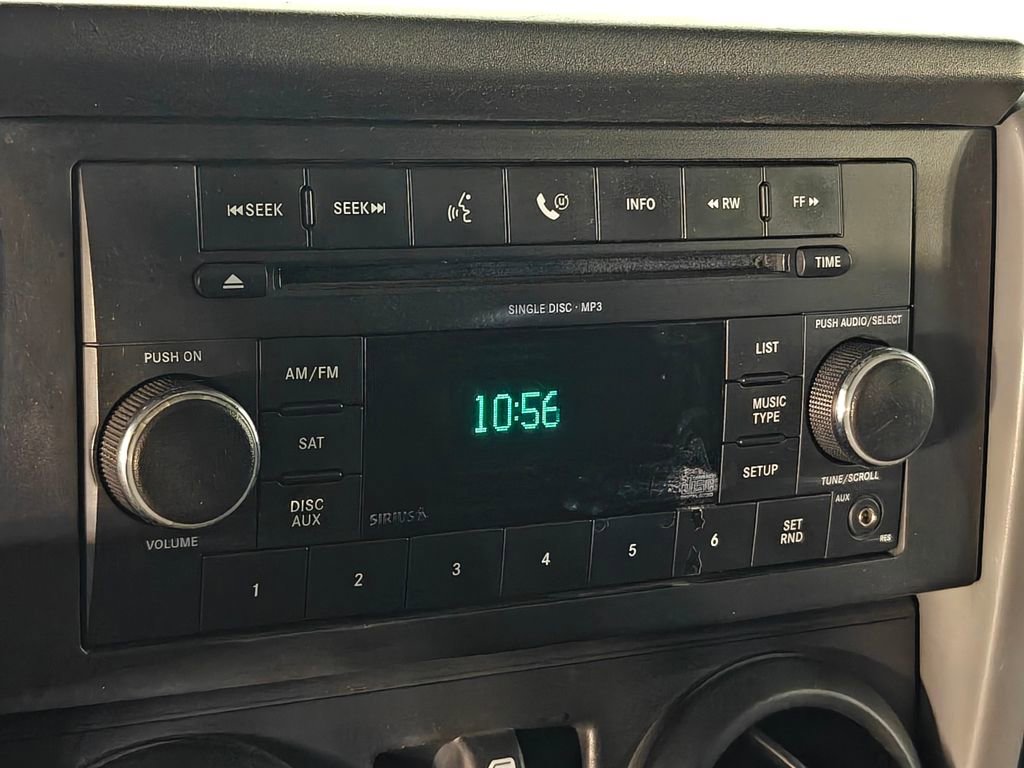 SEEK
SEEK
INFO
RW
FF
TIME
SINGLE DISC · MP3
PUSH AUDIO/SELECT
PUSH ON
AM/FM
LIST
10:56
MUSIC
TYPE
SAT
SETUP
TUNE/SCROLL
DISC
AUX
SIRIUS
AUX
RES
VOLUME
1
2
3
4
5
6
SET
RND